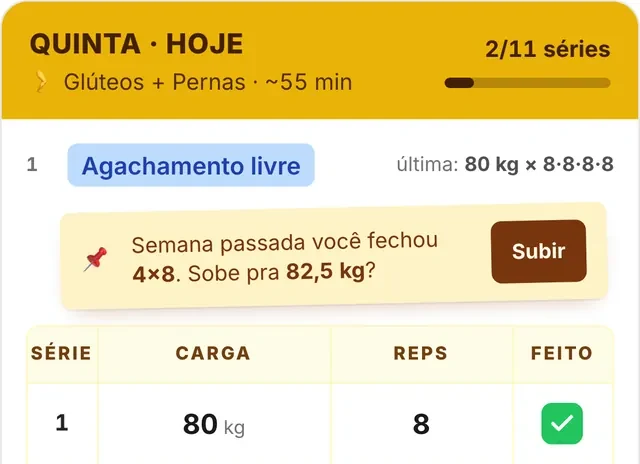 QUINTA · HOJE
2/11 séries
Glúteos + Pernas · ~55 min
1
Agachamento livre
última: 80 kg × 8·8·8·8
Semana passada você fechou
4×8. Sobe pra 82,5 kg?
Subir
SÉRIE CARGA REPS FEITO
1 80 kg 8